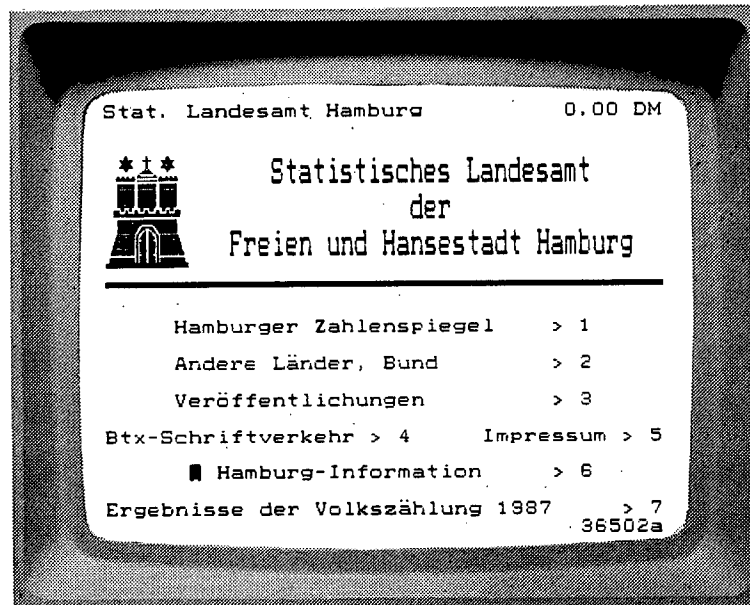 Stat. Landesamt Hamburg 0,00 DM
Statistisches Landesamt
der
Freien und Hansestadt Hamburg
Hamburger Zahlenspiegel > 1
Andere Länder, Bund > 2
Veröffentlichungen > 3
Btx-Schriftverkehr > 4 Impressum > 5
Hamburg-Information > 6
Ergebnisse der Volkszählung 1987 > 7
36502a